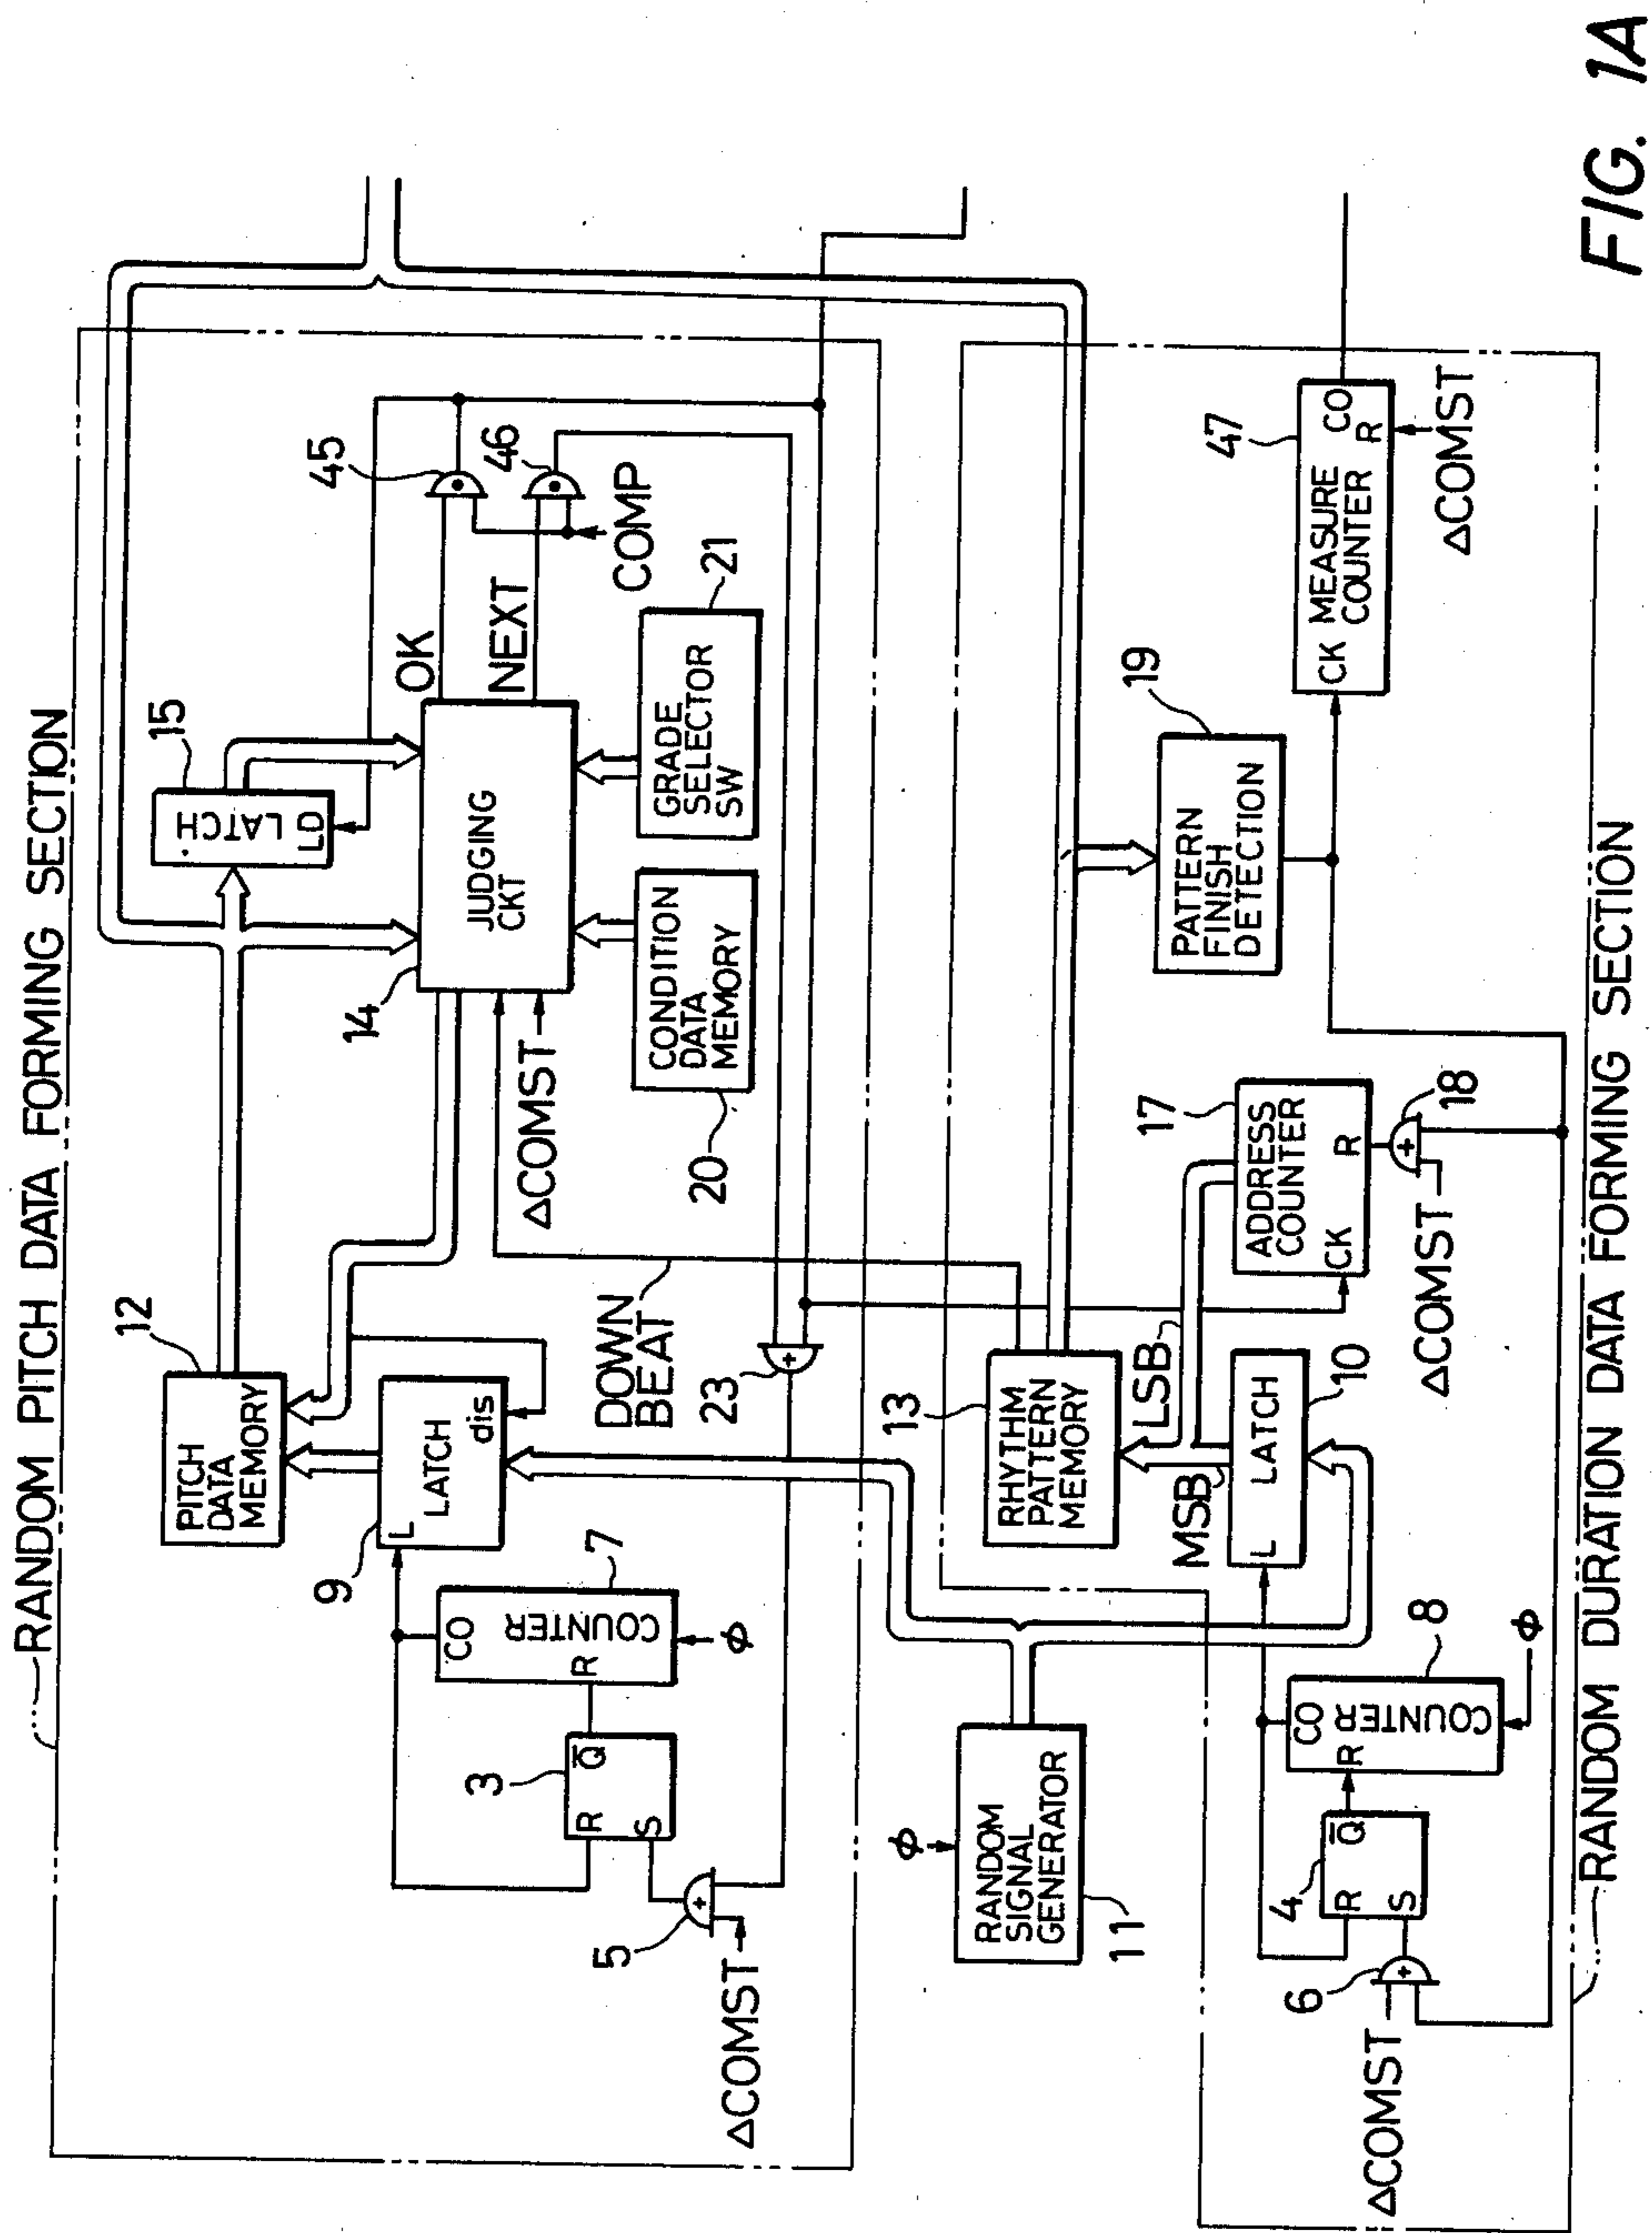 RANDOM PITCH DATA FORMING SECTION
12
PITCH
DATA
MEMORY
15
LATCH
LD
OK
45
NEXT
46
COMP
14
JUDGING
CKT
ΔCOMST
9
L
LATCH
dis
7
CO
COUNTER
R
ϕ
3
R
Q̅
S
5
ΔCOMST
CONDITION
DATA
MEMORY
20
GRADE
SELECTOR
SW
21
DOWN
BEAT
23
ϕ
RANDOM
SIGNAL
GENERATOR
11
13
RHYTHM
PATTERN
MEMORY
MSB
LSB
L
LATCH
10
17
ADDRESS
COUNTER
CK
R
18
ΔCOMST
19
PATTERN
FINISH
DETECTION
47
CK
MEASURE
COUNTER
CO
R
ΔCOMST
8
CO
COUNTER
R
ϕ
4
R
Q̅
S
6
ΔCOMST
RANDOM DURATION DATA FORMING SECTION
FIG. 1A